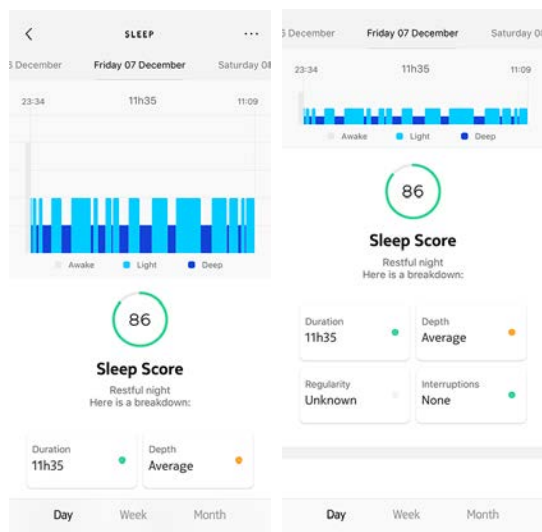 SLEEP
December
Friday 07 December
Saturday 08
23:34
11h35
11:09
Awake
Light
Deep
86
Sleep Score
Restful night
Here is a breakdown:
Duration
11h35
Depth
Average
Day
Week
Month
6 December
Friday 07 December
Saturday 0
23:34
11h35
11:09
Awake
Light
Deep
86
Sleep Score
Restful night
Here is a breakdown:
Duration
11h35
Depth
Average
Regularity
Unknown
Interruptions
None
Day
Week
Month